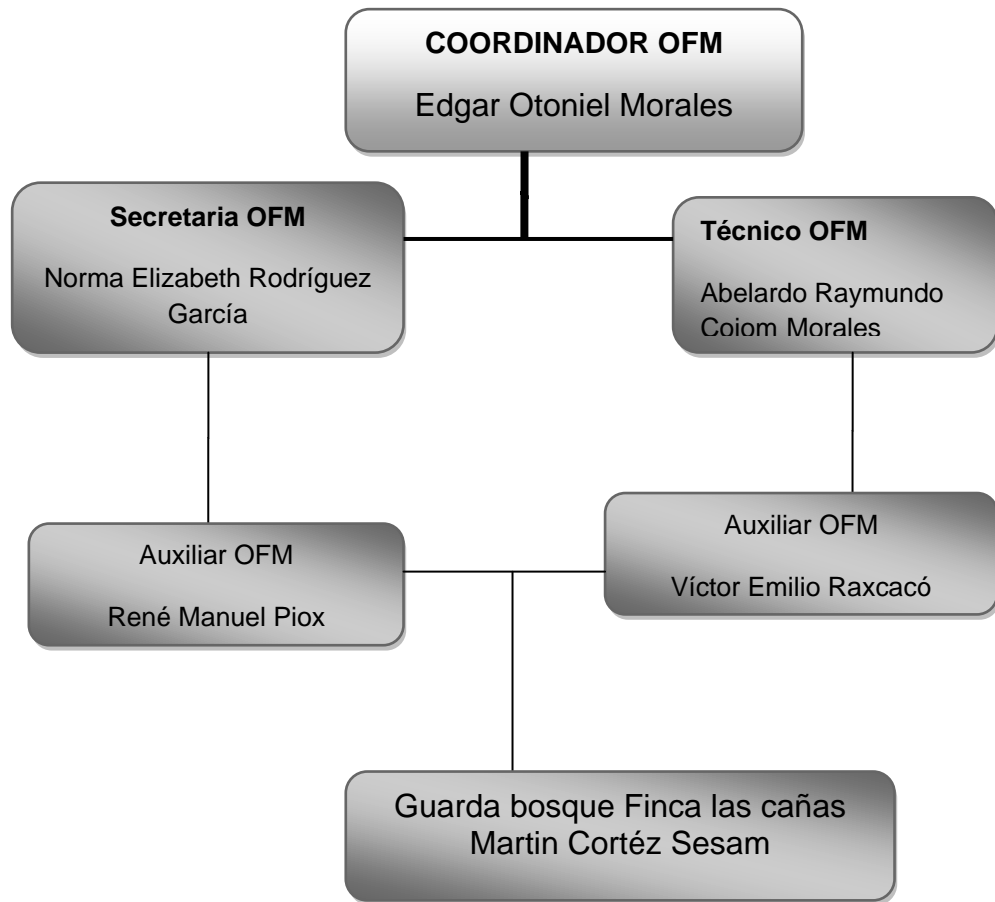 COORDINADOR OFM
Edgar Otoniel Morales
Secretaria OFM
Norma Elizabeth Rodríguez
García
Técnico OFM
Abelardo Raymundo
Cojom Morales
Auxiliar OFM
René Manuel Piox
Auxiliar OFM
Víctor Emilio Raxcacó
Guarda bosque Finca las cañas
Martin Cortéz Sesam